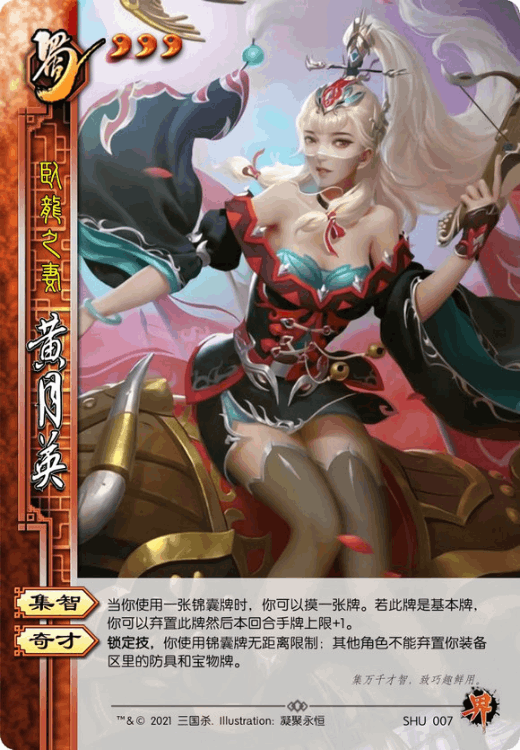 蜀
臥龍之妻
黄月英
集智
当你使用一张锦囊牌时，你可以摸一张牌。若此牌是基本牌，
你可以弃置此牌然后本回合手牌上限+1。
奇才
锁定技，你使用锦囊牌无距离限制；其他角色不能弃置你装备
区里的防具和宝物牌。
集万千才智，致巧趣鲜用。
™&© 2021 三国杀. Illustration: 凝聚永恒
SHU 007
界